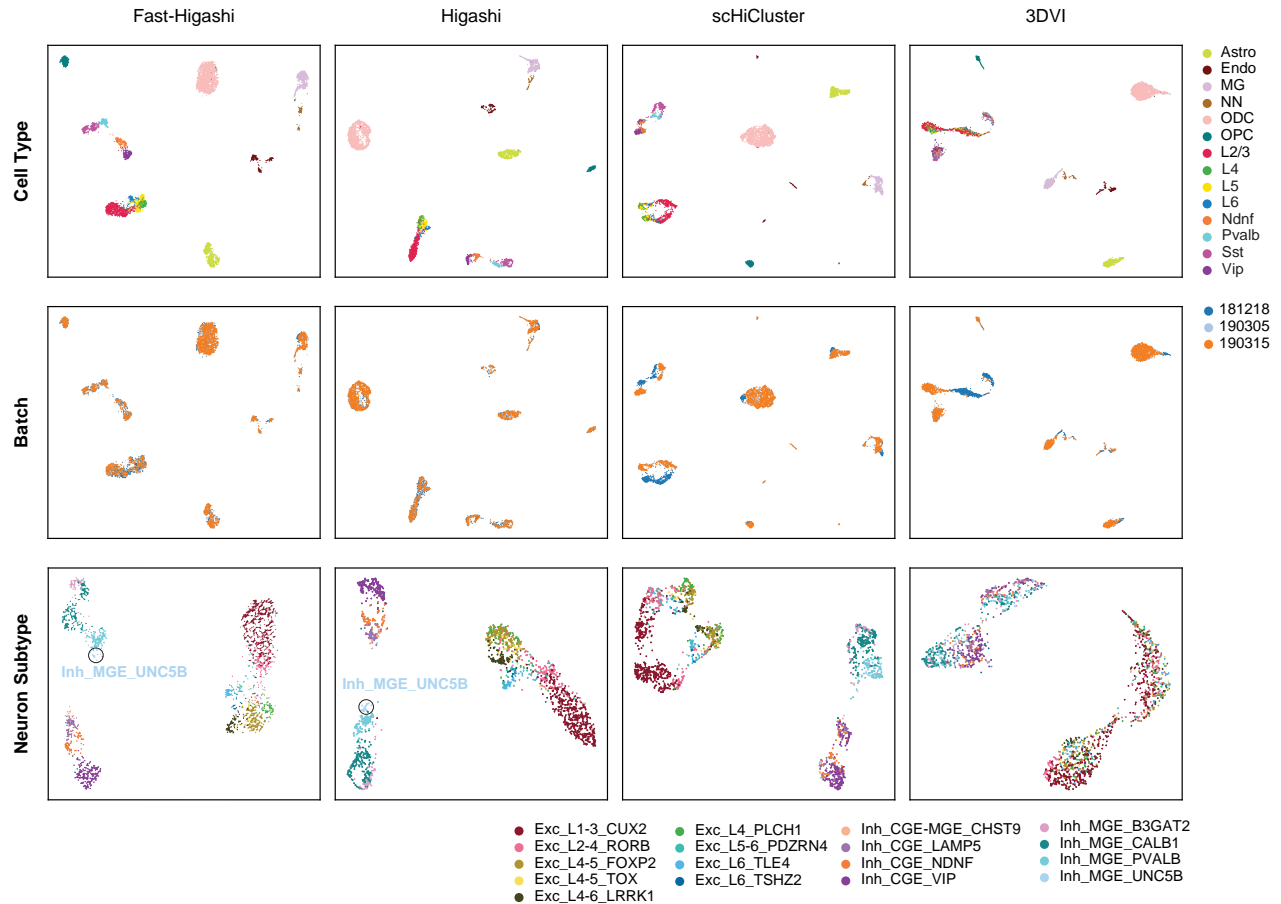 Fast-Higashi
Higashi
scHiCluster
3DVI
Cell Type
Astro
Endo
MG
NN
ODC
OPC
L2/3
L4
L5
L6
Ndnf
Pvalb
Sst
Vip
Batch
181218
190305
190315
Neuron Subtype
Inh_MGE_UNC5B
Inh_MGE_UNC5B
Exc_L1-3_CUX2
Exc_L2-4_RORB
Exc_L4-5_FOXP2
Exc_L4-5_TOX
Exc_L4-6_LRRK1
Exc_L4_PLCH1
Exc_L5-6_PDZRN4
Exc_L6_TLE4
Exc_L6_TSHZ2
Inh_CGE-MGE_CHST9
Inh_CGE_LAMP5
Inh_CGE_NDNF
Inh_CGE_VIP
Inh_MGE_B3GAT2
Inh_MGE_CALB1
Inh_MGE_PVALB
Inh_MGE_UNC5B